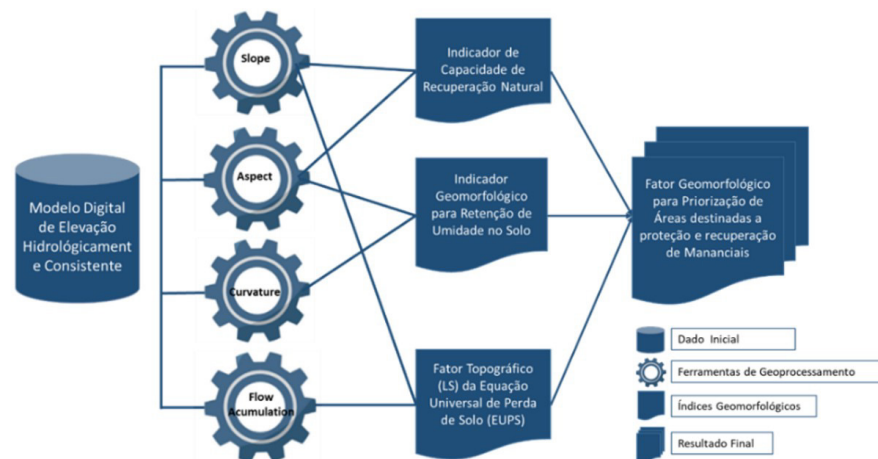 Modelo Digital
de Elevação
Hidrológicament
e Consistente
Slope
Aspect
Curvature
Flow
Acumulation
Indicador de
Capacidade de
Recuperação Natural
Indicador
Geomorfológico
para Retenção de
Umidade no Solo
Fator Topográfico
(LS) da Equação
Universal de Perda
de Solo (EUPS)
Fator Geomorfológico
para Priorização de
Áreas destinadas a
proteção e recuperação
de Mananciais
Dado Inicial
Ferramentas de Geoprocessamento
Índices Geomorfológicos
Resultado Final